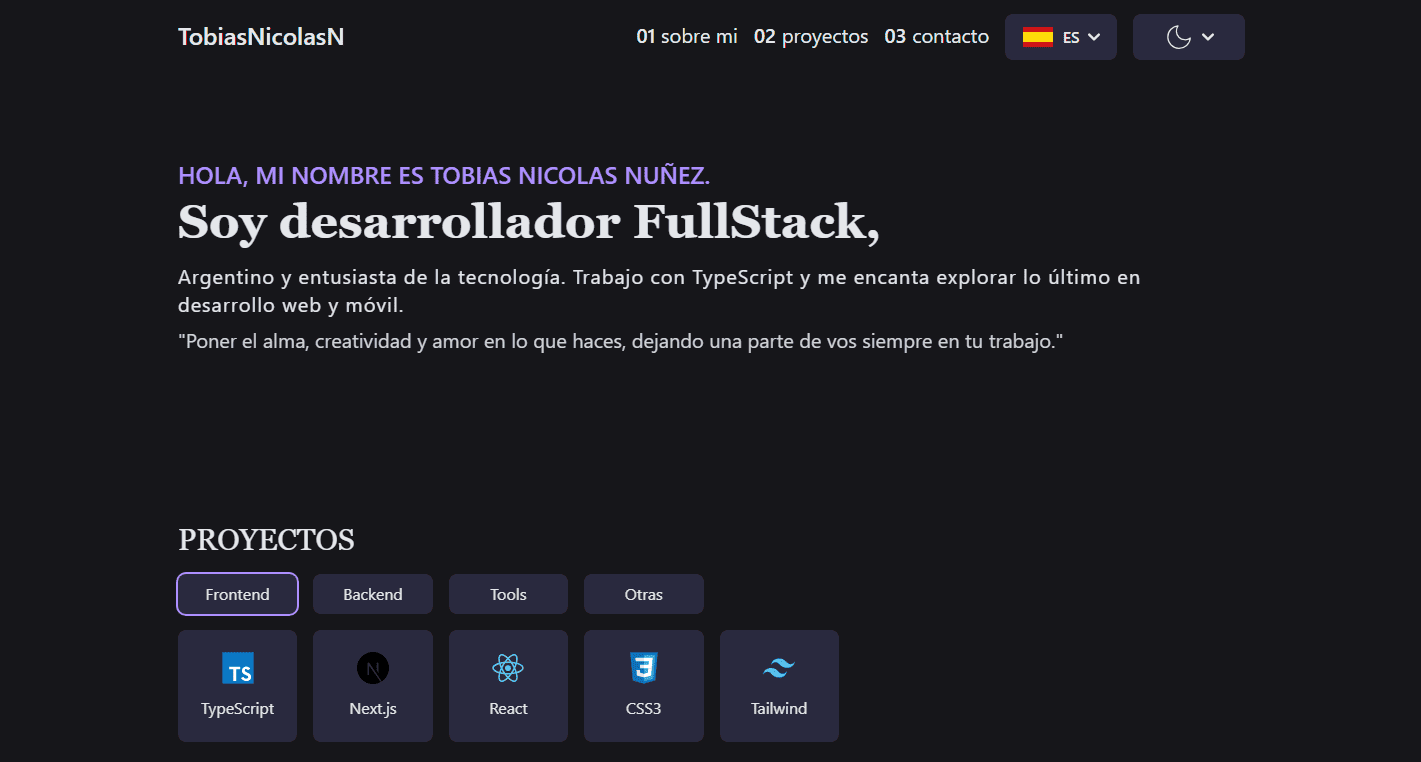 TobiasNicolasN
01 sobre mi 02 proyectos 03 contacto ES
HOLA, MI NOMBRE ES TOBIAS NICOLAS NUÑEZ.
Soy desarrollador FullStack,
Argentino y entusiasta de la tecnología. Trabajo con TypeScript y me encanta explorar lo último en
desarrollo web y móvil.
"Poner el alma, creatividad y amor en lo que haces, dejando una parte de vos siempre en tu trabajo."
PROYECTOS
Frontend Backend Tools Otras
TS N 3
TypeScript Next.js React CSS3 Tailwind